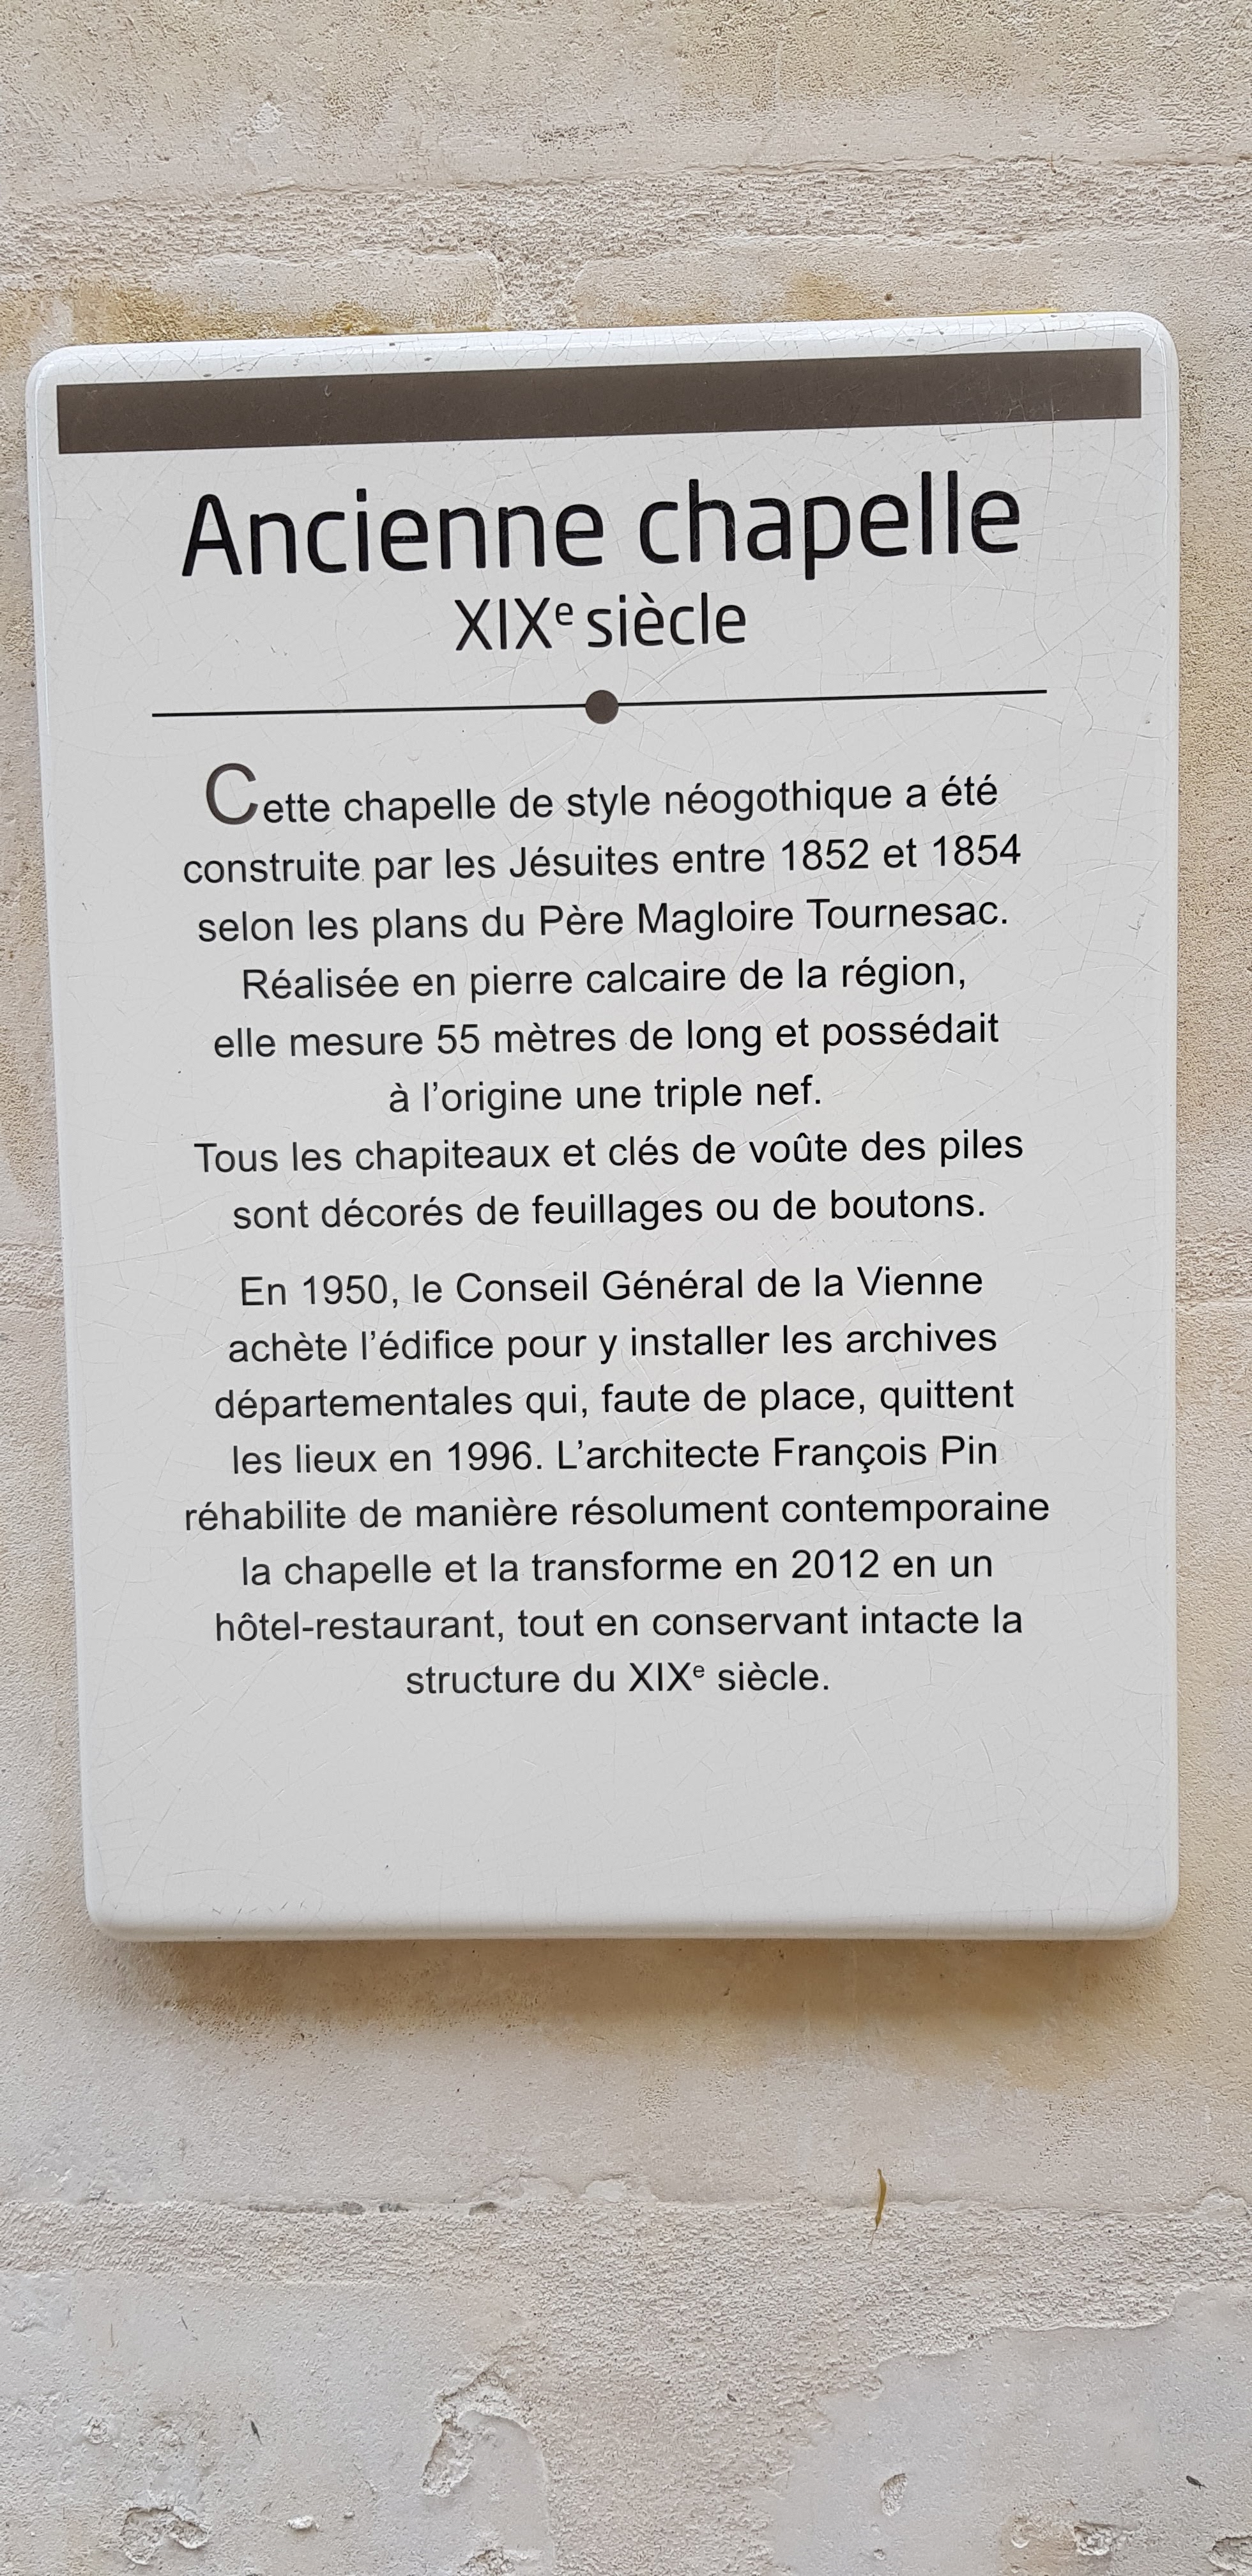 Ancienne chapelle
XIXe siècle
Cette chapelle de style néogothique a été
construite par les Jésuites entre 1852 et 1854
selon les plans du Père Magloire Tournesac.
Réalisée en pierre calcaire de la région,
elle mesure 55 mètres de long et possédait
à l’origine une triple nef.
Tous les chapiteaux et clés de voûte des piles
sont décorés de feuillages ou de boutons.
En 1950, le Conseil Général de la Vienne
achète l’édifice pour y installer les archives
départementales qui, faute de place, quittent
les lieux en 1996. L’architecte François Pin
réhabilite de manière résolument contemporaine
la chapelle et la transforme en 2012 en un
hôtel-restaurant, tout en conservant intacte la
structure du XIXe siècle.